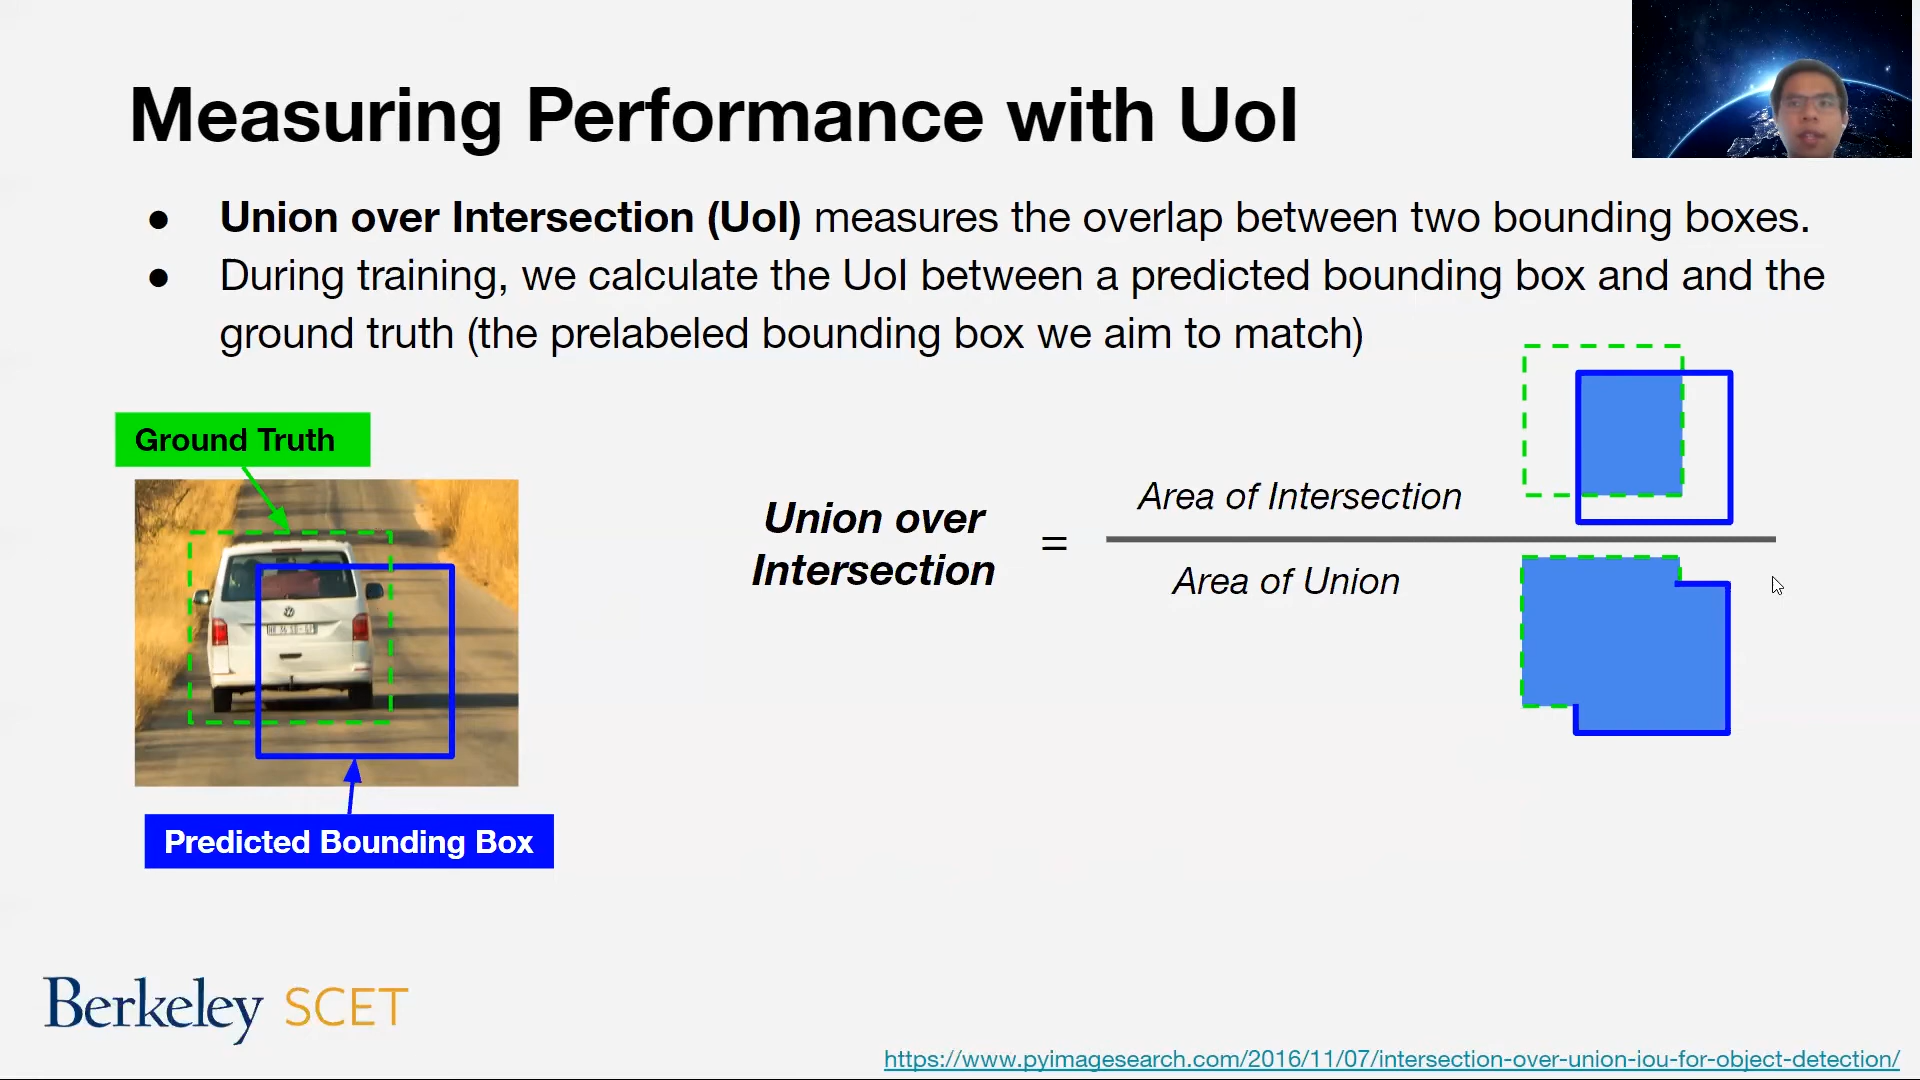 Measuring Performance with UoI
● Union over Intersection (UoI) measures the overlap between two bounding boxes.
● During training, we calculate the UoI between a predicted bounding box and and the
ground truth (the prelabeled bounding box we aim to match)
Ground Truth
Union over
Intersection
=
Area of Intersection
Area of Union
Predicted Bounding Box
Berkeley SCET
https://www.pyimagesearch.com/2016/11/07/intersection-over-union-iou-for-object-detection/